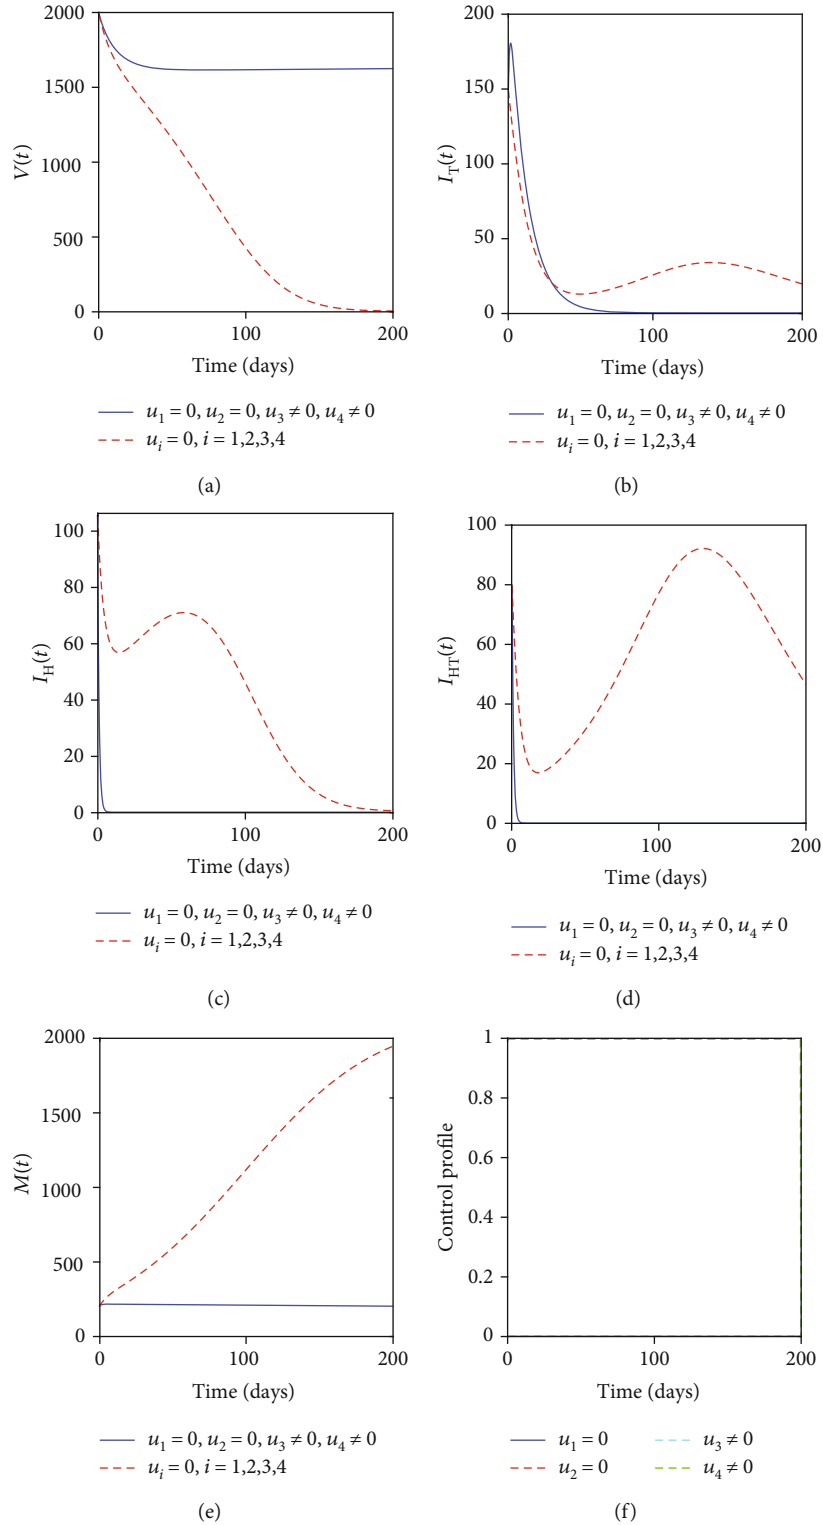 2000
1500
1000
500
0
V(t)
0 100 200
Time (days)
u1 = 0, u2 = 0, u3 ≠ 0, u4 ≠ 0
ui = 0, i = 1,2,3,4
(a)
200
150
100
50
0
IT(t)
0 100 200
Time (days)
u1 = 0, u2 = 0, u3 ≠ 0, u4 ≠ 0
ui = 0, i = 1,2,3,4
(b)
100
80
60
40
20
0
IH(t)
0 100 200
Time (days)
u1 = 0, u2 = 0, u3 ≠ 0, u4 ≠ 0
ui = 0, i = 1,2,3,4
(c)
100
80
60
40
20
0
IHT(t)
0 100 200
Time (days)
u1 = 0, u2 = 0, u3 ≠ 0, u4 ≠ 0
ui = 0, i = 1,2,3,4
(d)
2000
1500
1000
500
0
M(t)
0 100 200
Time (days)
u1 = 0, u2 = 0, u3 ≠ 0, u4 ≠ 0
ui = 0, i = 1,2,3,4
(e)
1
0.8
0.6
0.4
0.2
0
Control profile
0 100 200
Time (days)
u1 = 0 u3 ≠ 0
u2 = 0 u4 ≠ 0
(f)